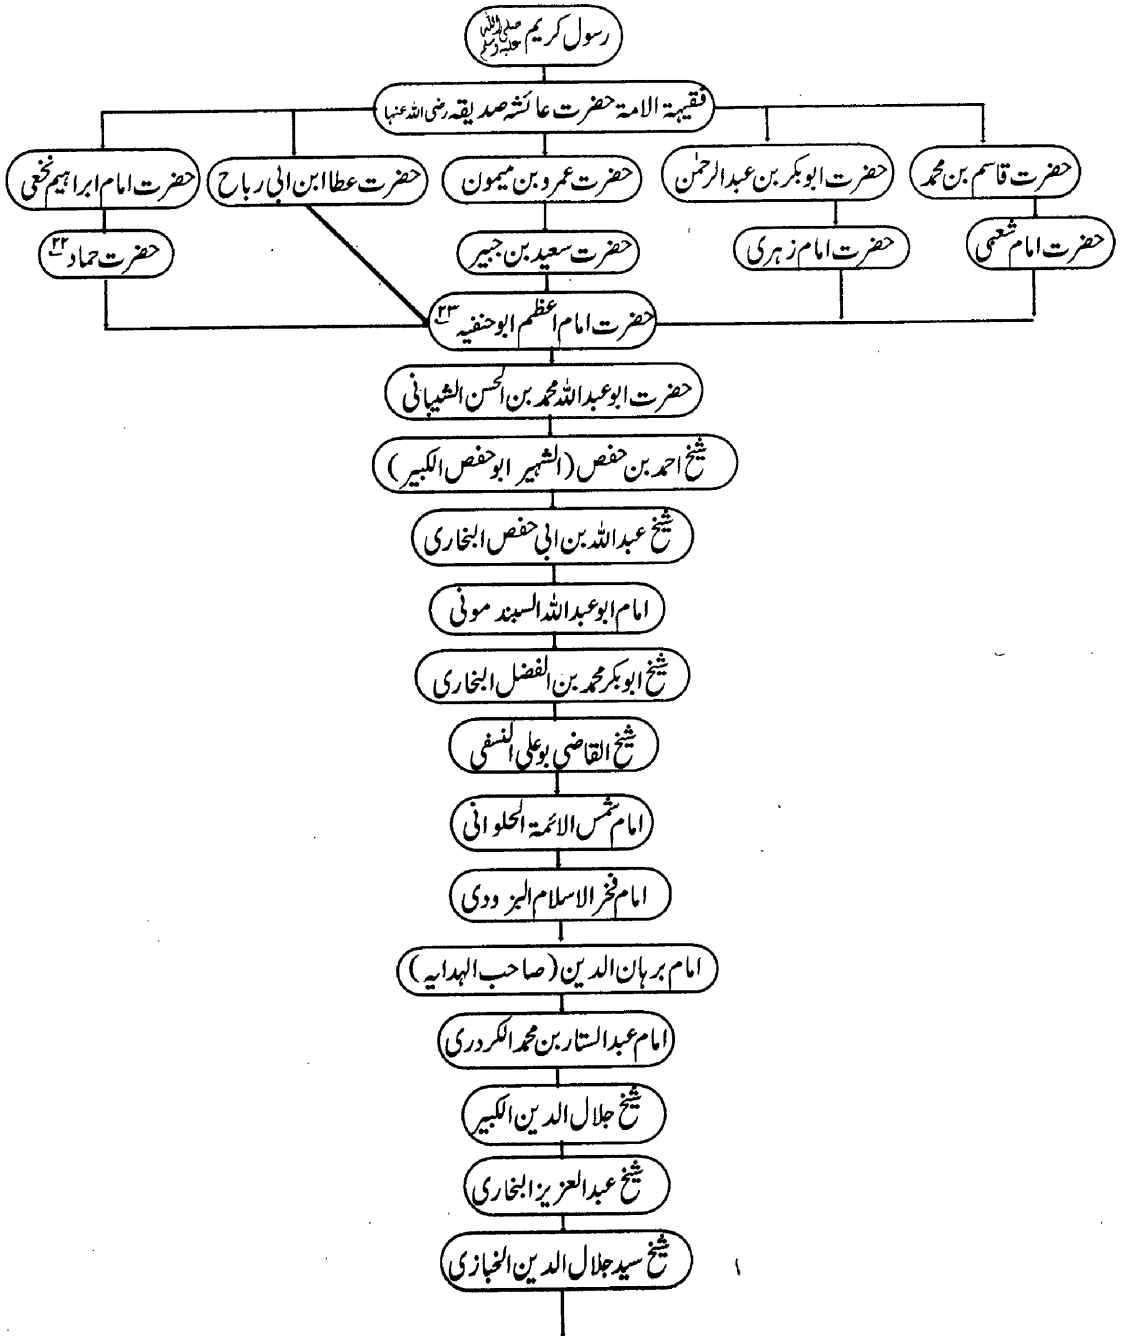 رسول کریم صلی اللہ علیہ وسلم
فقیہۃ الامۃ حضرت عائشہ صدیقہ رضی اللہ عنہا
حضرت قاسم بن محمد
حضرت ابوبکر بن عبدالرحمٰن
حضرت عمرو بن میمون
حضرت عطا ابن ابی رباح
حضرت امام ابراہیم نخعی
حضرت امام شعبی
حضرت امام زہری
حضرت سعید بن جبیر
حضرت حماد ۲۲
حضرت امام اعظم ابوحنفیہ ۲۳
حضرت ابوعبداللہ محمد بن الحسن الشیبانی
شیخ احمد بن حفص (الشہیر ابوحفص الکبیر)
شیخ عبداللہ بن ابی حفص البخاری
امام ابوعبداللہ السبند مونی
شیخ ابوبکر محمد بن الفضل البخاری
شیخ القاضی بوعلی النسفی
امام شمس الائمۃ الحلوانی
امام فخر الاسلام البزودی
امام برہان الدین (صاحب الہدایہ)
امام عبدالستار بن محمد الکردری
شیخ جلال الدین الکبیر
شیخ عبدالعزیز البخاری
شیخ سید جلال الدین الخبازی